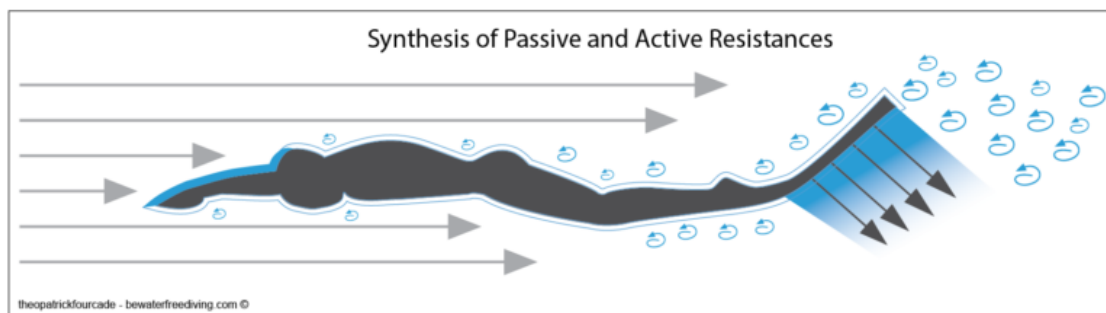 Synthesis of Passive and Active Resistances
theopatrickfourcade - bewaterfreediving.com ©